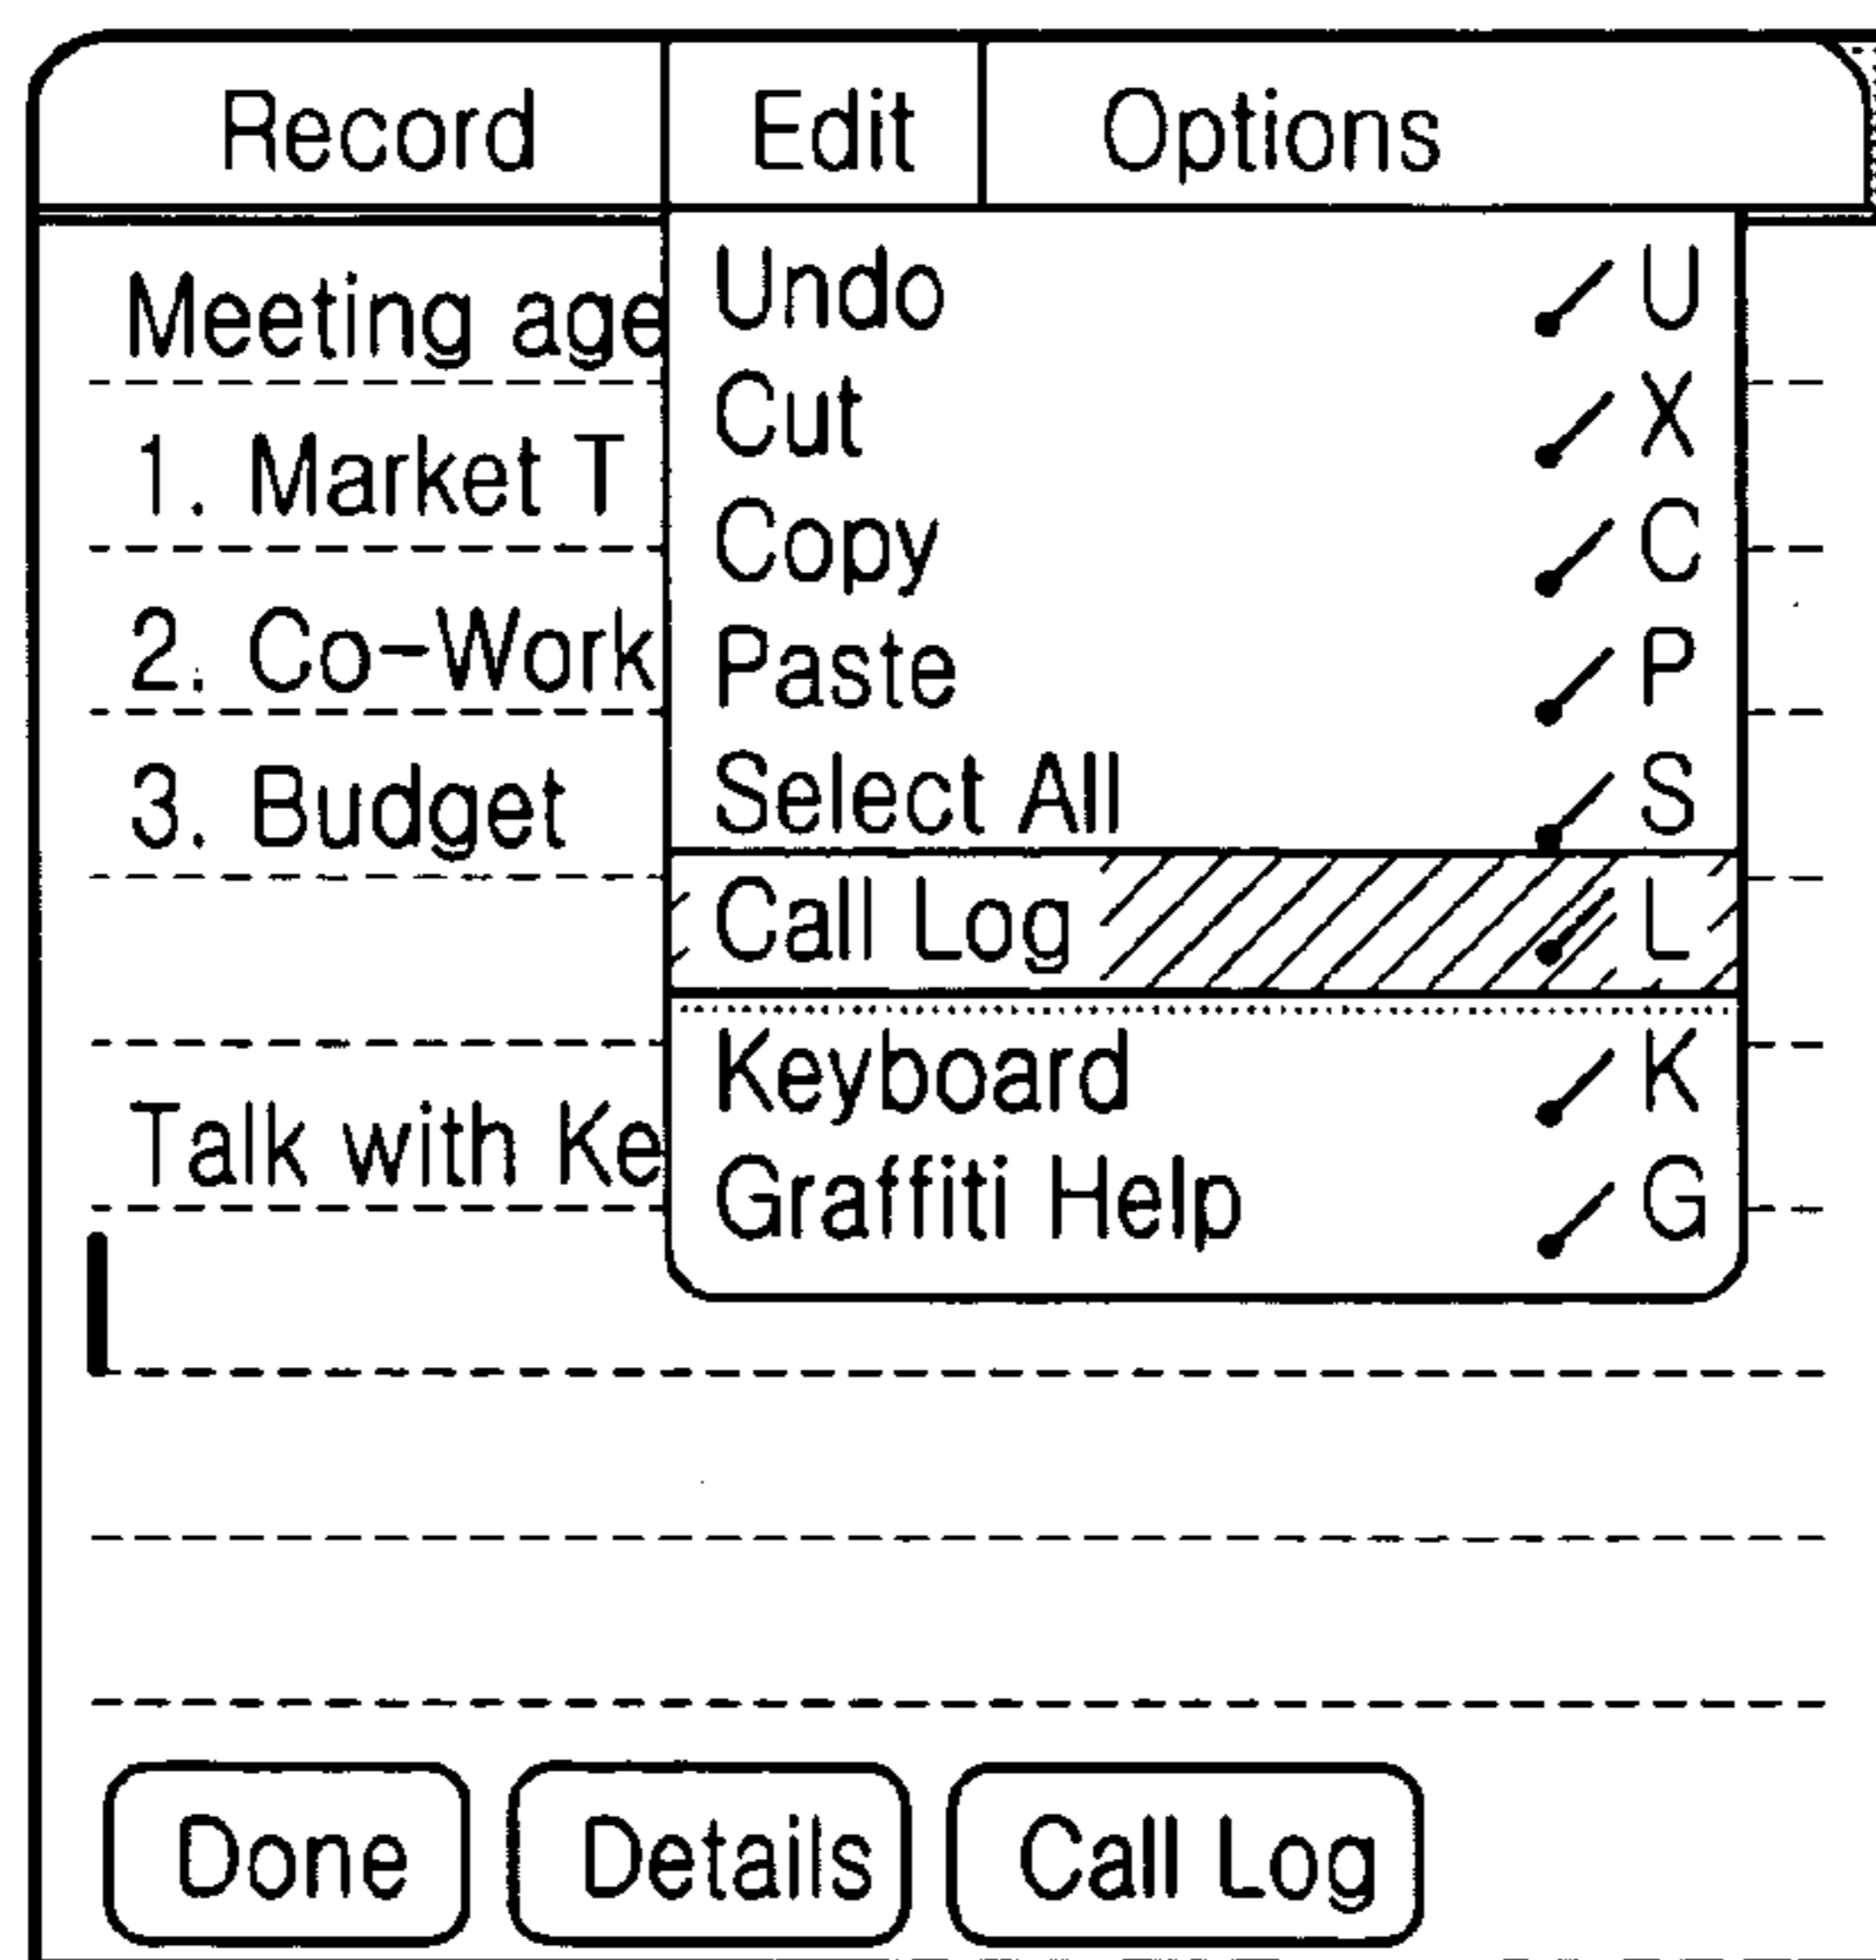 Record Edit Options
Meeting age
1. Market T
2. Co-Work
3. Budget
Talk with Ke
Undo U
Cut X
Copy C
Paste P
Select All S
Call Log L
Keyboard K
Graffiti Help G
Done Details Call Log